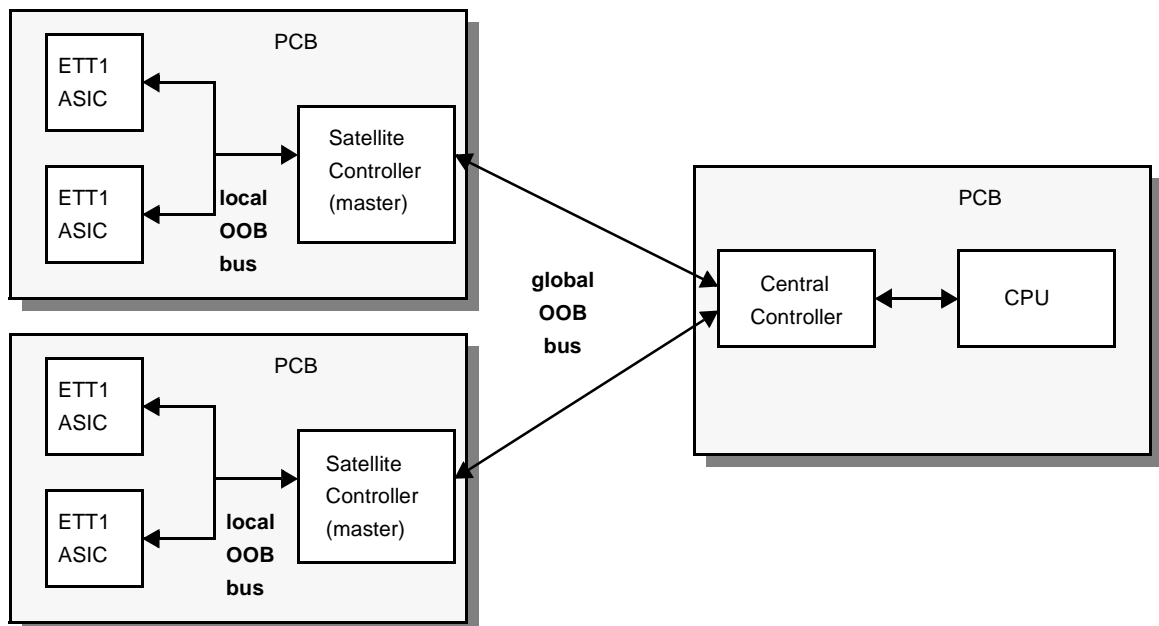 PCB
ETT1
ASIC
ETT1
ASIC
Satellite
Controller
(master)
local
OOB
bus
PCB
ETT1
ASIC
ETT1
ASIC
Satellite
Controller
(master)
local
OOB
bus
global
OOB
bus
PCB
Central
Controller
CPU